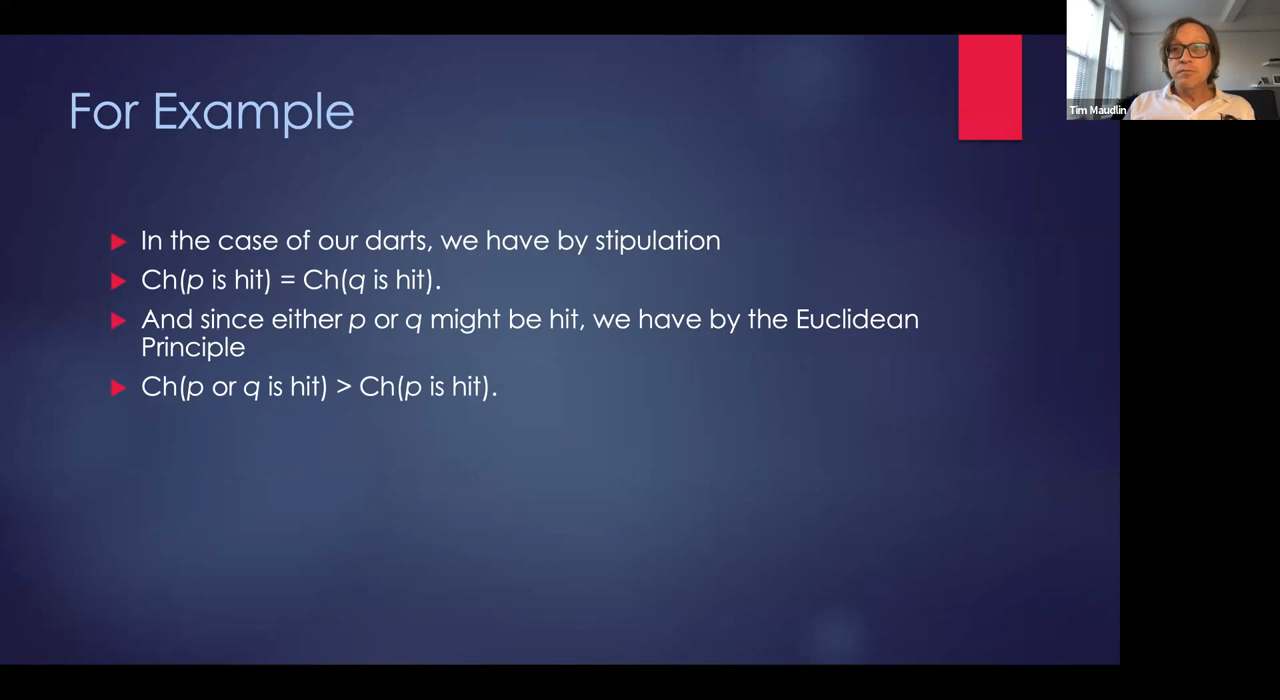 For Example
Tim Maudlin
In the case of our darts, we have by stipulation
Ch(p is hit) = Ch(q is hit).
And since either p or q might be hit, we have by the Euclidean
Principle
Ch(p or q is hit) > Ch(p is hit).